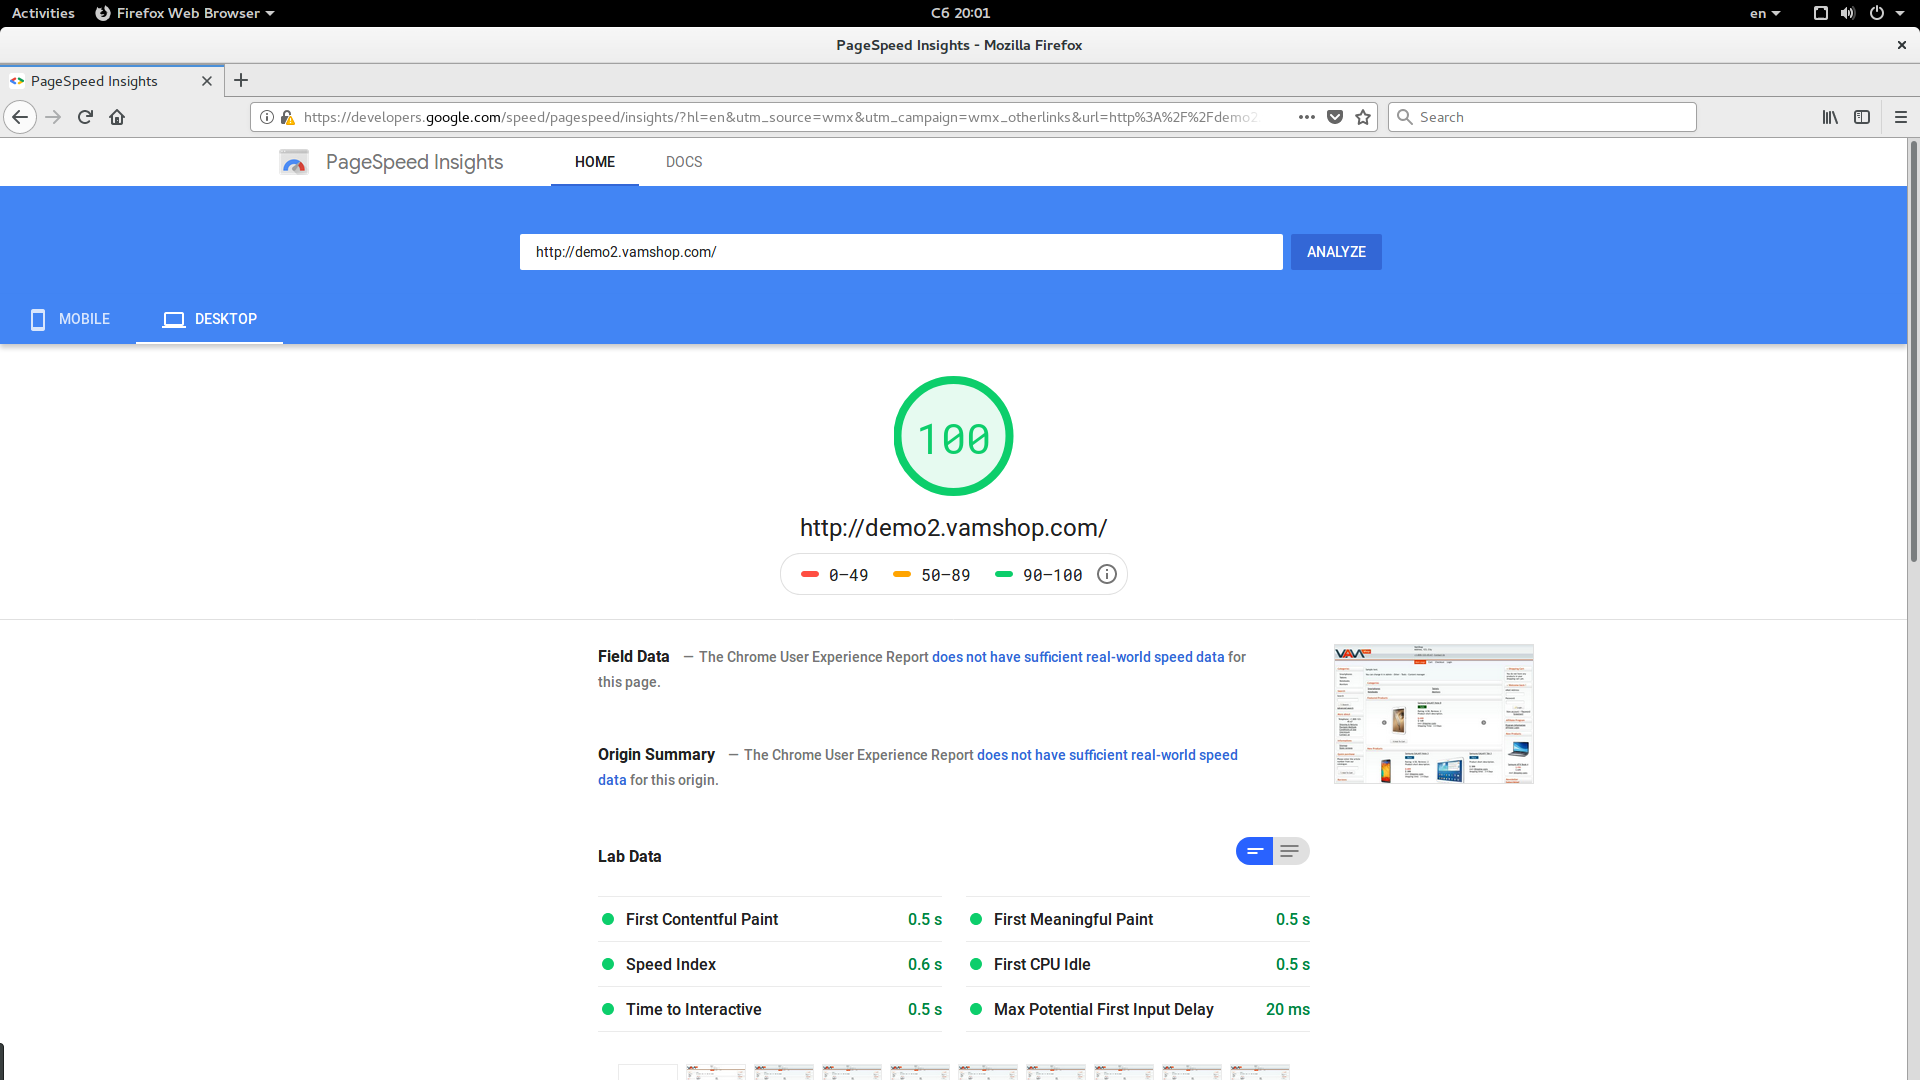 Activities Firefox Web Browser Сб 20:01 en
PageSpeed Insights - Mozilla Firefox
PageSpeed Insights
https://developers.google.com/speed/pagespeed/insights/?hl=en&utm_source=wmx&utm_campaign=wmx_otherlinks&url=http%3A%2F%2Fdemo2. Search
PageSpeed Insights HOME DOCS
http://demo2.vamshop.com/ ANALYZE
MOBILE DESKTOP
100
http://demo2.vamshop.com/
0–49 50–89 90–100
Field Data — The Chrome User Experience Report does not have sufficient real-world speed data for
this page.
Origin Summary — The Chrome User Experience Report does not have sufficient real-world speed
data for this origin.
Lab Data
First Contentful Paint 0.5 s First Meaningful Paint 0.5 s
Speed Index 0.6 s First CPU Idle 0.5 s
Time to Interactive 0.5 s Max Potential First Input Delay 20 ms